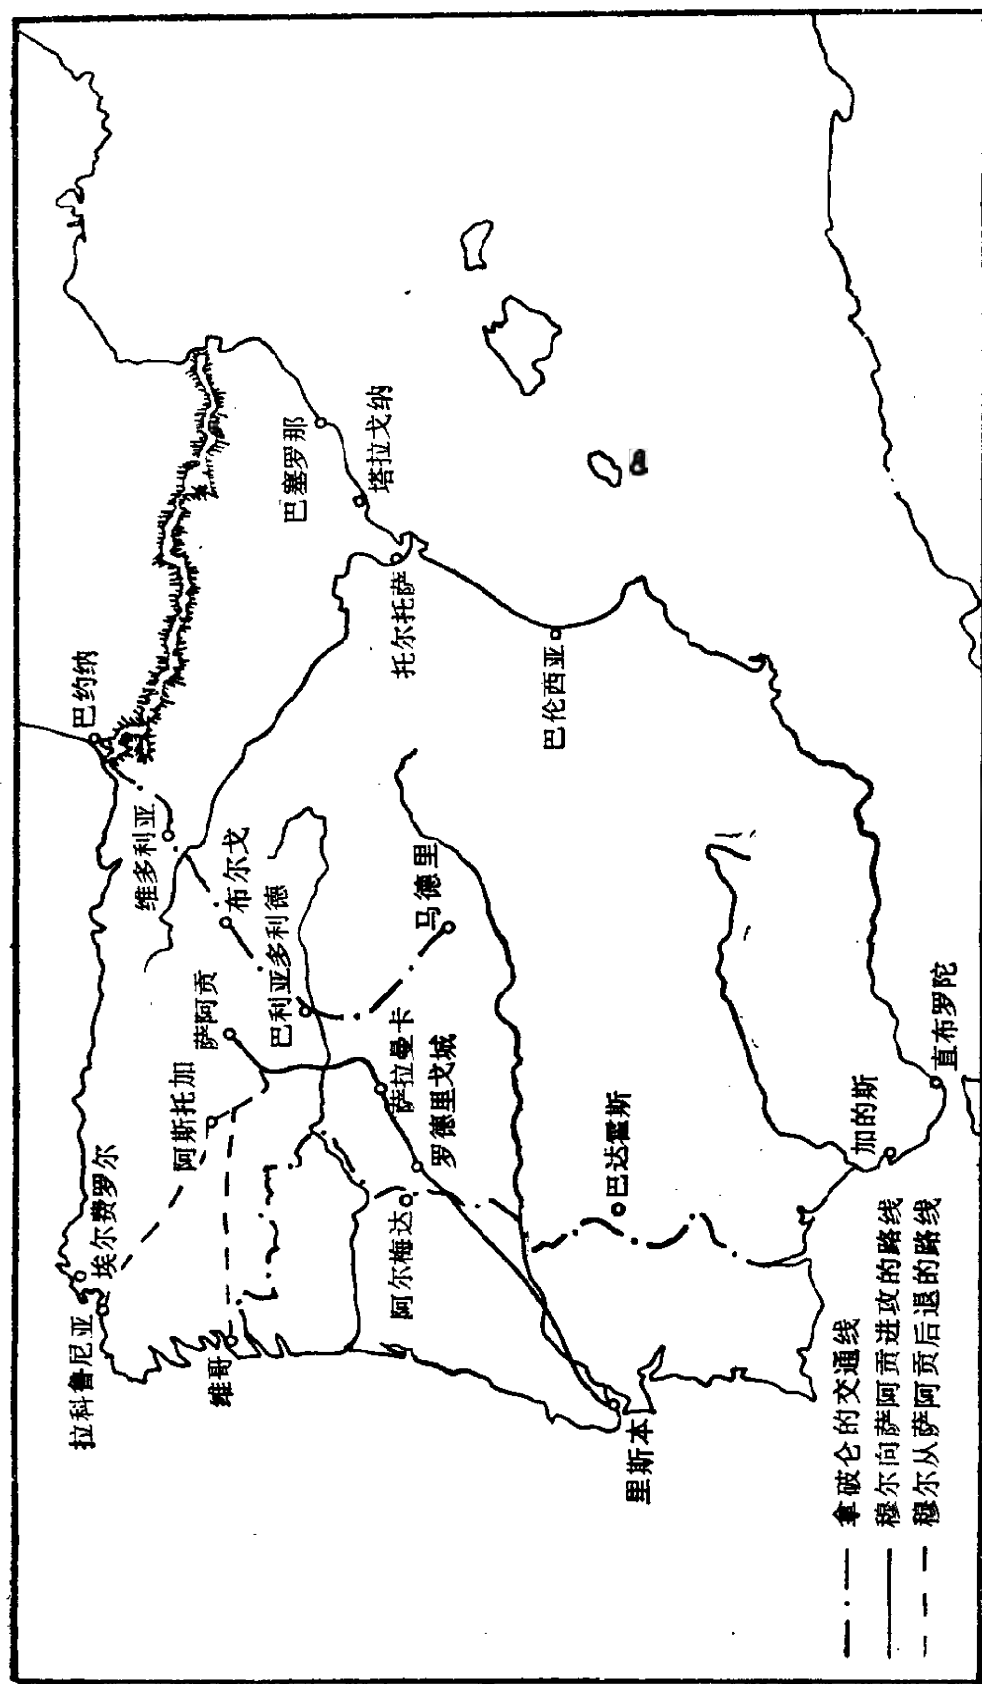 拉科鲁尼亚
埃尔费罗尔
维哥
阿斯托加
萨阿贡
布尔戈
维多利亚
巴约纳
巴利亚多利德
萨拉曼卡
罗德里戈城
阿尔梅达
马德里
巴塞罗那
塔拉戈纳
托尔托萨
巴伦西亚
巴达霍斯
里斯本
加的斯
直布罗陀
拿破仑的交通线
穆尔向萨阿贡进攻的路线
穆尔从萨阿贡后退的路线